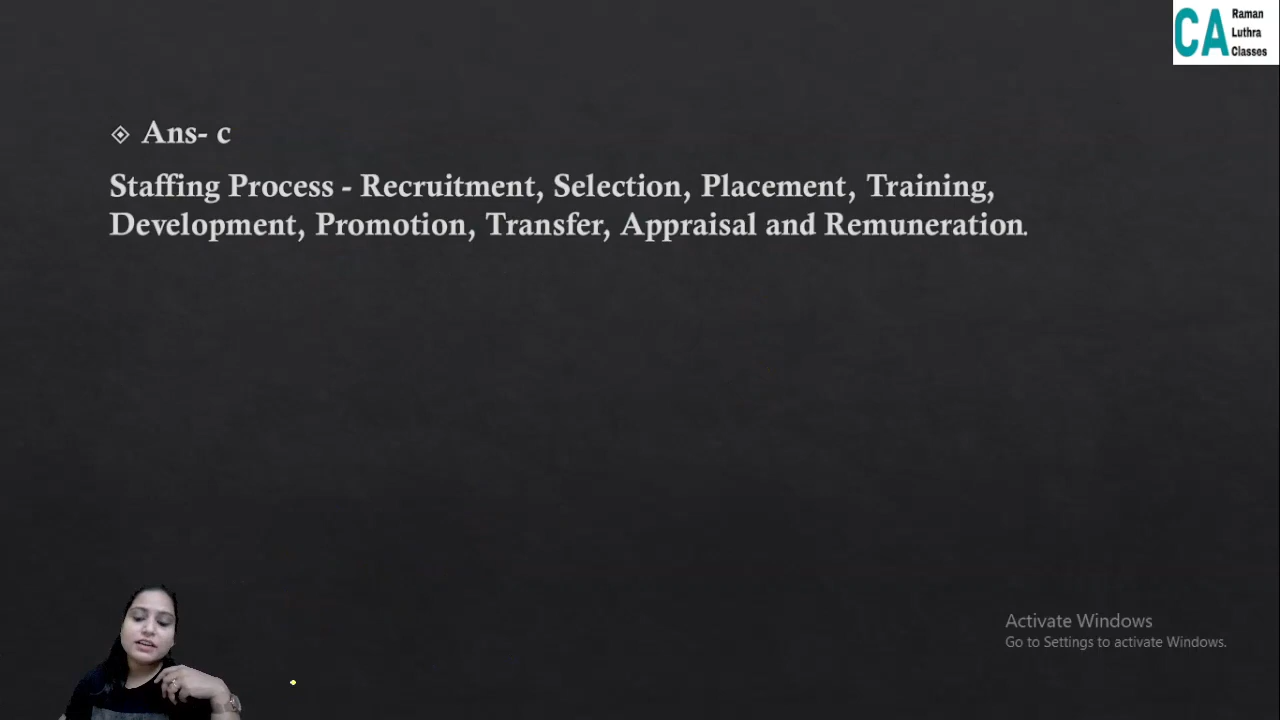 CA Raman
Luthra
Classes
Ans- c
Staffing Process - Recruitment, Selection, Placement, Training,
Development, Promotion, Transfer, Appraisal and Remuneration.
Activate Windows
Go to Settings to activate Windows.